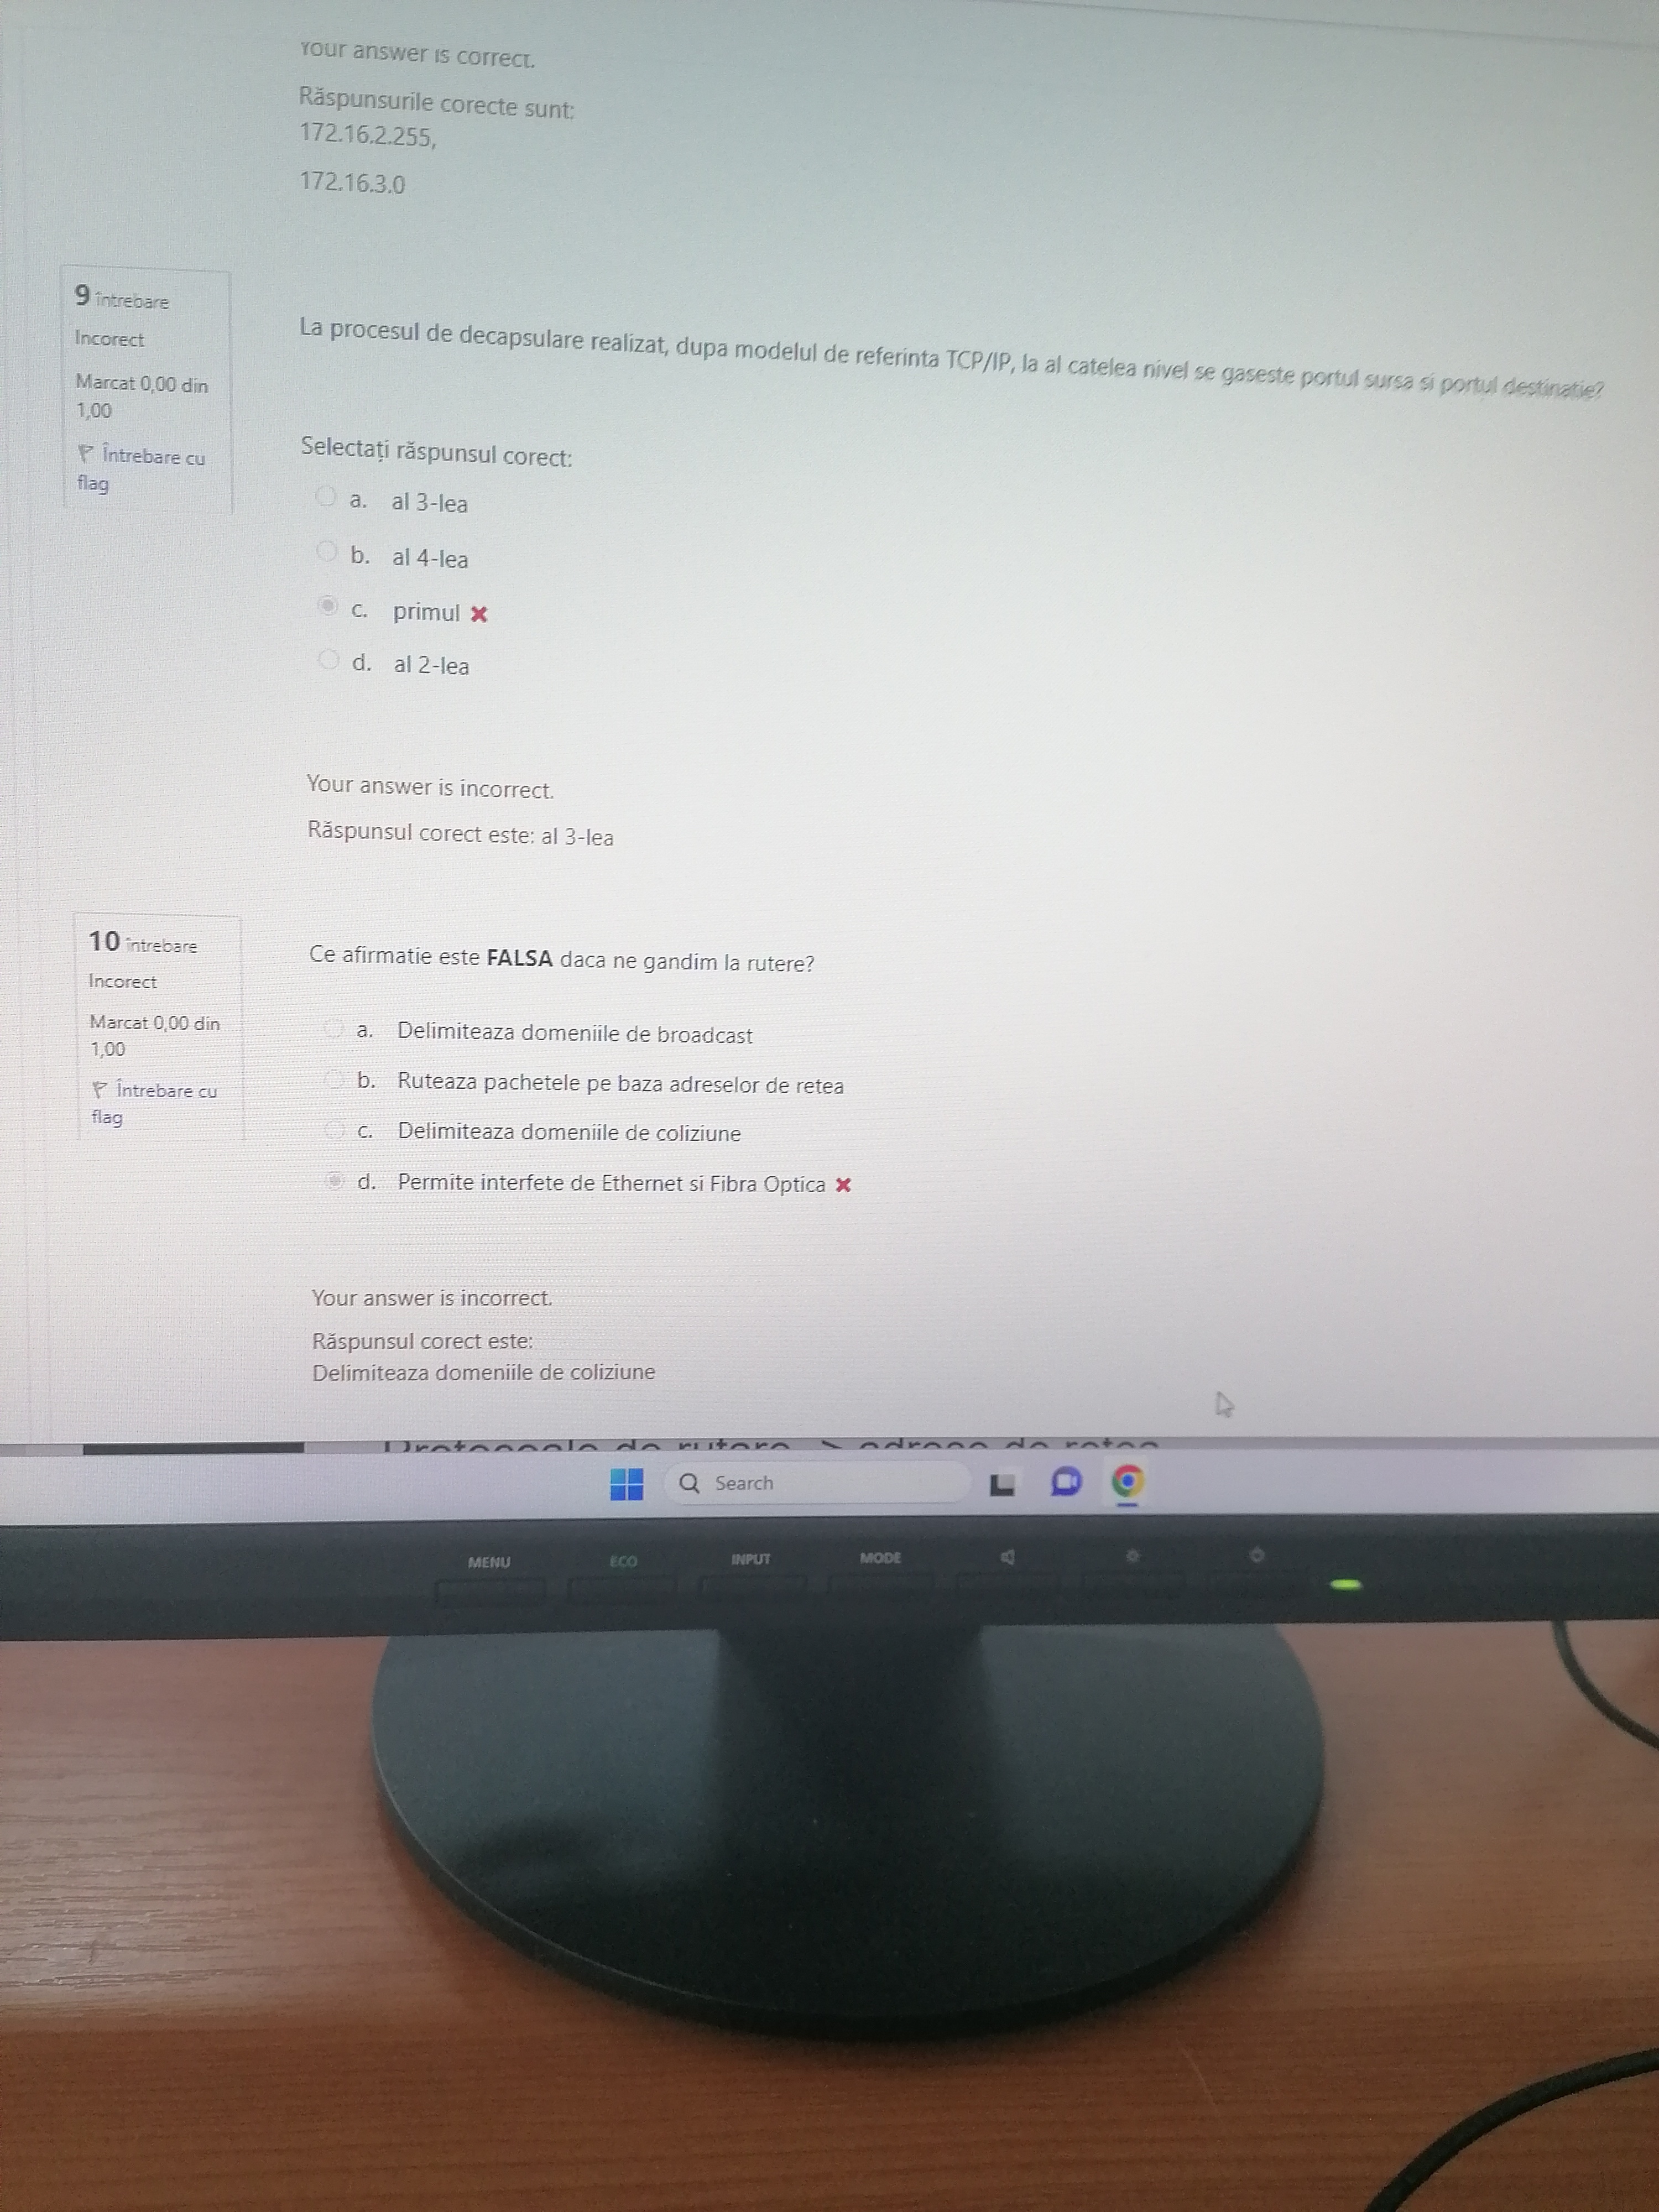 Your answer is correct.
Răspunsurile corecte sunt:
172.16.2.255,
172.16.3.0
9 întrebare
Incorect
Marcat 0,00 din
1,00
Întrebare cu
flag
La procesul de decapsulare realizat, dupa modelul de referinta TCP/IP, la al catelea nivel se gaseste portul sursa si portul destinatie?
Selectați răspunsul corect:
a. al 3-lea
b. al 4-lea
c. primul
d. al 2-lea
Your answer is incorrect.
Răspunsul corect este: al 3-lea
10 întrebare
Incorect
Marcat 0,00 din
1,00
Întrebare cu
flag
Ce afirmatie este FALSA daca ne gandim la rutere?
a. Delimiteaza domeniile de broadcast
b. Ruteaza pachetele pe baza adreselor de retea
c. Delimiteaza domeniile de coliziune
d. Permite interfete de Ethernet si Fibra Optica
Your answer is incorrect.
Răspunsul corect este:
Delimiteaza domeniile de coliziune
Search
MENU ECO INPUT MODE